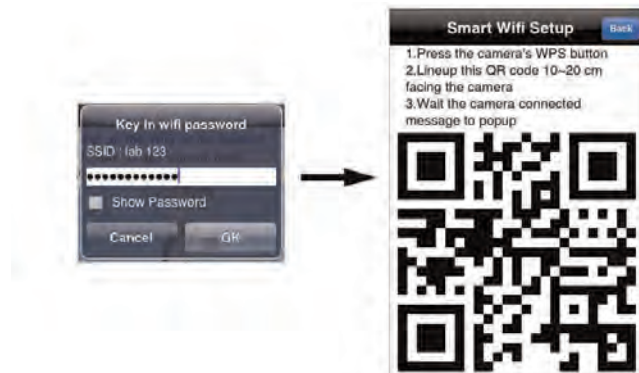 Key in wifi password
SSID : lab 123
••••••••••••
Show Password
Cancel
OK
Smart Wifi Setup
Back
1.Press the camera's WPS button
2.Lineup this QR code 10~20 cm
facing the camera
3.Wait the camera connected
message to popup